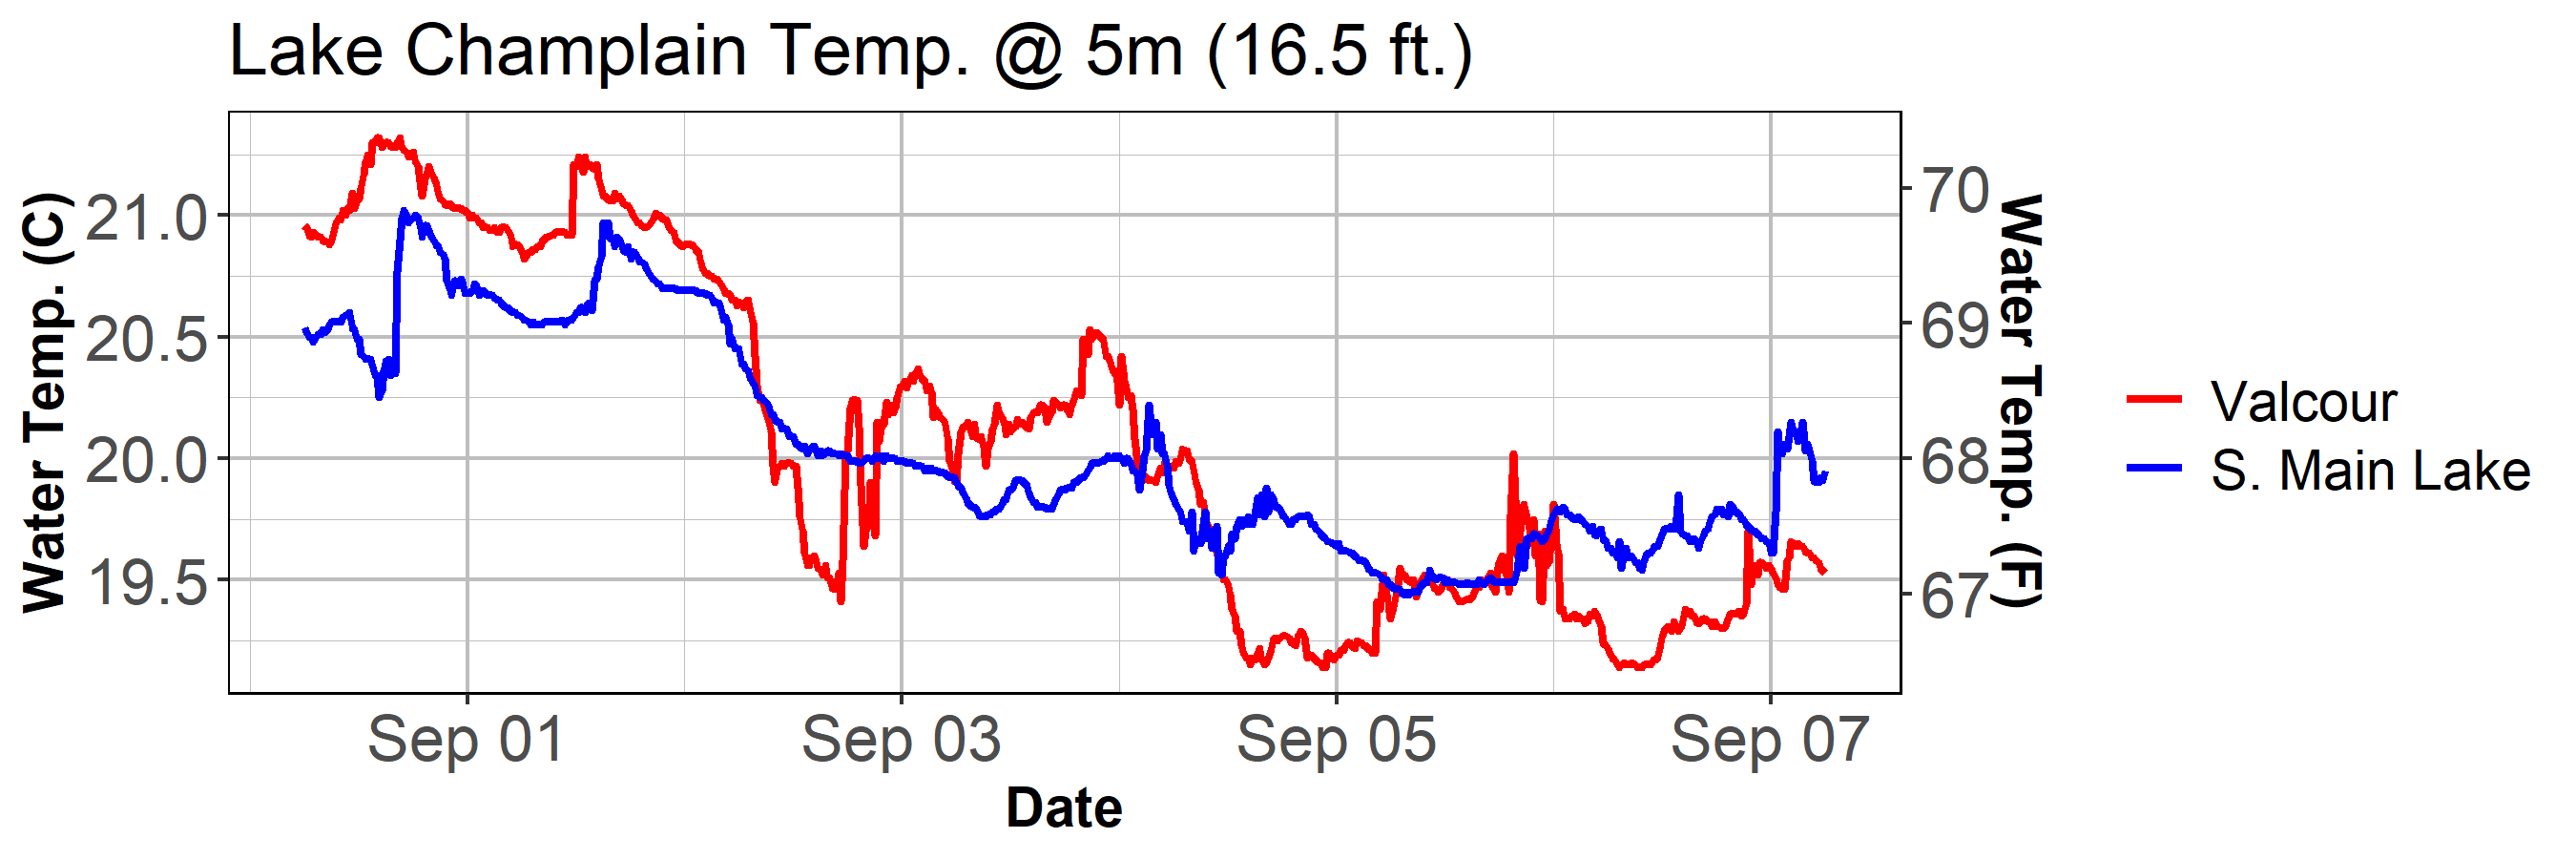 Lake Champlain Temp. @ 5m (16.5 ft.)
Water Temp. (C)
21.0
20.5
20.0
19.5
70
69
68
67
Water Temp. (F)
Sep 01
Sep 03
Sep 05
Sep 07
Date
Valcour
S. Main Lake